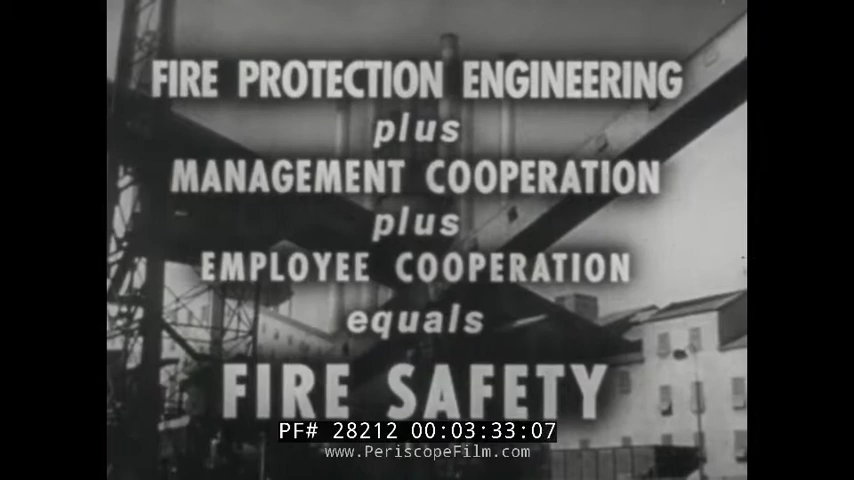 FIRE PROTECTION ENGINEERING
plus
MANAGEMENT COOPERATION
plus
EMPLOYEE COOPERATION
equals
FIRE SAFETY
PF# 28212 00:03:33:07
www.PeriscopeFilm.com